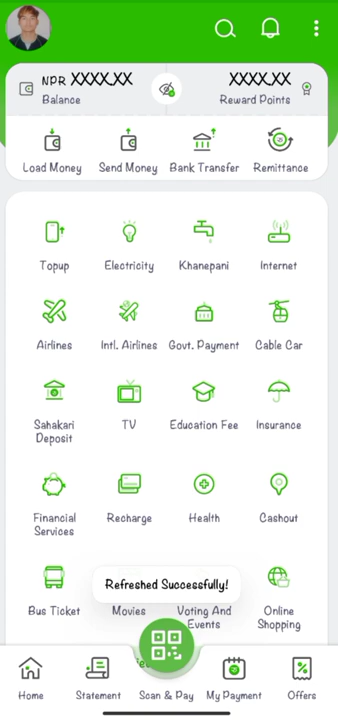 NPR XXXX.XX XXXX.XX
Balance Reward Points
Load Money Send Money Bank Transfer Remittance
Topup Electricity Khanepani Internet
Airlines Intl. Airlines Govt. Payment Cable Car
Sahakari TV Education Fee Insurance
Deposit
Financial Recharge Health Cashout
Services
Refreshed Successfully!
Bus Ticket Movies Voting And Online
Events Shopping
Home Statement Scan & Pay My Payment Offers